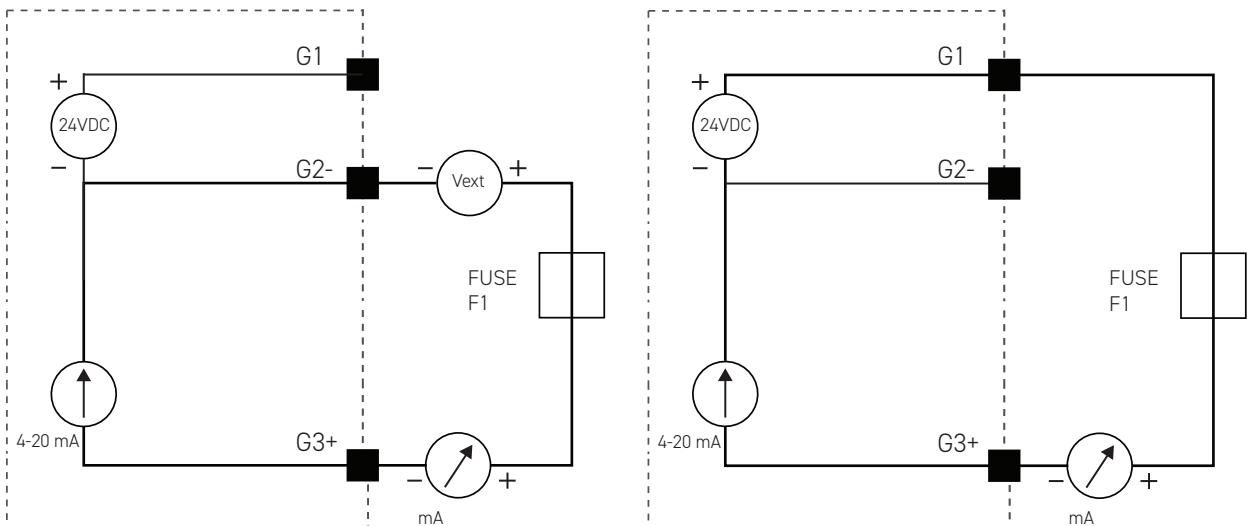 G1
+
24VDC
−
G2-
− Vext +
FUSE
F1
4-20 mA
G3+
− +
mA
G1
+
24VDC
−
G2-
FUSE
F1
4-20 mA
G3+
− +
mA